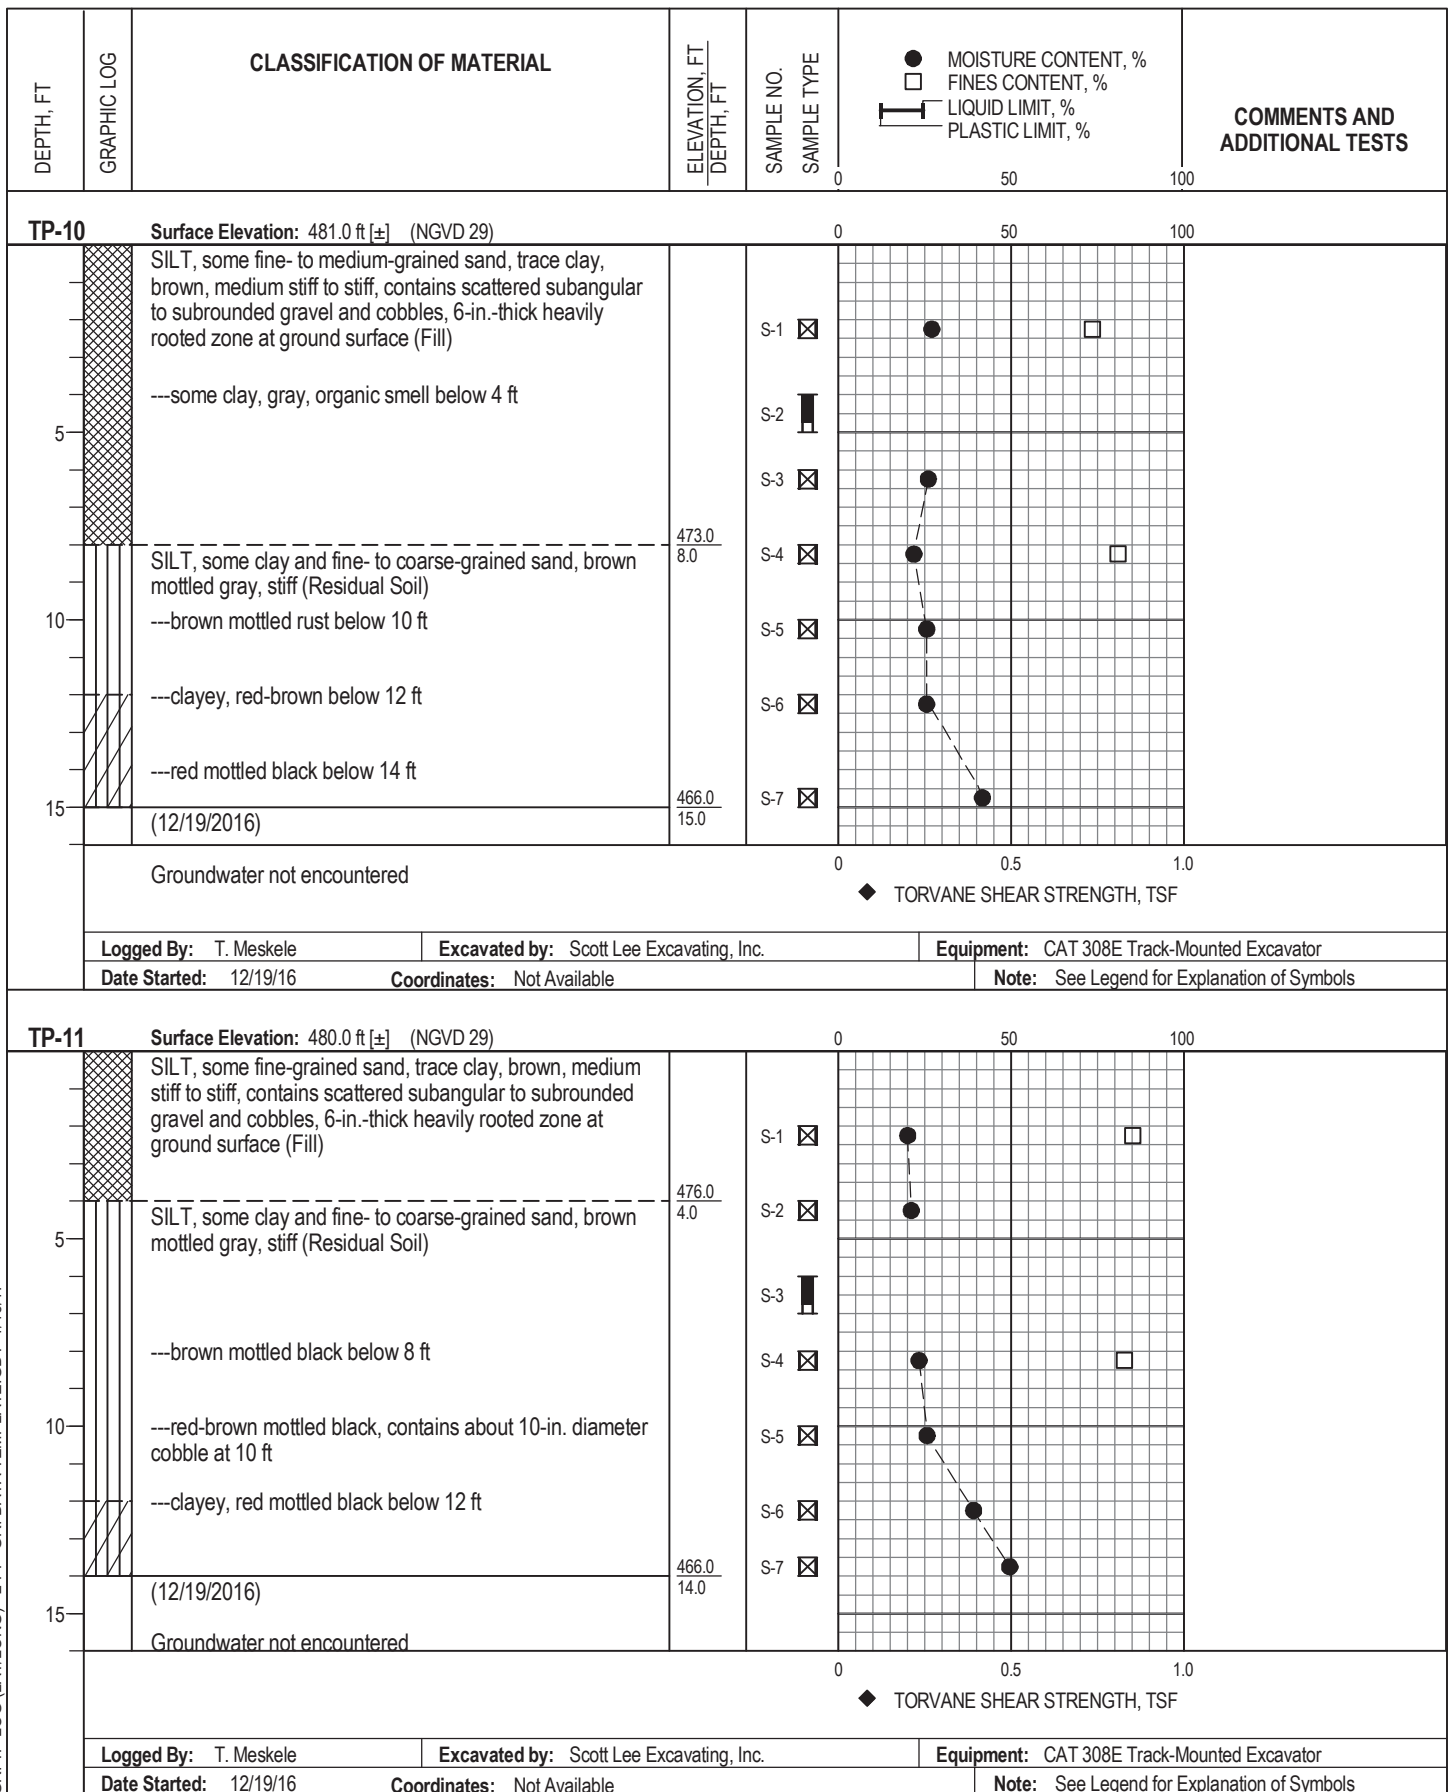 DEPTH, FT
GRAPHIC LOG
CLASSIFICATION OF MATERIAL
ELEVATION, FT
DEPTH, FT
SAMPLE NO.
SAMPLE TYPE
MOISTURE CONTENT, %
FINES CONTENT, %
LIQUID LIMIT, %
PLASTIC LIMIT, %
0 50 100
COMMENTS AND
ADDITIONAL TESTS
TP-10 Surface Elevation: 481.0 ft [±] (NGVD 29) 0 50 100
SILT, some fine- to medium-grained sand, trace clay,
brown, medium stiff to stiff, contains scattered subangular
to subrounded gravel and cobbles, 6-in.-thick heavily
rooted zone at ground surface (Fill)
S-1
---some clay, gray, organic smell below 4 ft
S-2
5
S-3
473.0
8.0
SILT, some clay and fine- to coarse-grained sand, brown
mottled gray, stiff (Residual Soil)
S-4
10 ---brown mottled rust below 10 ft S-5
---clayey, red-brown below 12 ft S-6
---red mottled black below 14 ft
15 466.0 S-7
15.0
(12/19/2016)
Groundwater not encountered
0 0.5 1.0
TORVANE SHEAR STRENGTH, TSF
Logged By: T. Meskele Excavated by: Scott Lee Excavating, Inc. Equipment: CAT 308E Track-Mounted Excavator
Date Started: 12/19/16 Coordinates: Not Available Note: See Legend for Explanation of Symbols
TP-11 Surface Elevation: 480.0 ft [±] (NGVD 29) 0 50 100
SILT, some fine-grained sand, trace clay, brown, medium
stiff to stiff, contains scattered subangular to subrounded
gravel and cobbles, 6-in.-thick heavily rooted zone at
ground surface (Fill)
S-1
476.0
4.0
SILT, some clay and fine- to coarse-grained sand, brown
mottled gray, stiff (Residual Soil)
S-2
5
S-3
---brown mottled black below 8 ft S-4
10 ---red-brown mottled black, contains about 10-in. diameter
cobble at 10 ft
S-5
---clayey, red mottled black below 12 ft S-6
466.0 S-7
14.0
(12/19/2016)
15
Groundwater not encountered
0 0.5 1.0
TORVANE SHEAR STRENGTH, TSF
Logged By: T. Meskele Excavated by: Scott Lee Excavating, Inc. Equipment: CAT 308E Track-Mounted Excavator
Date Started: 12/19/16 Coordinates: Not Available Note: See Legend for Explanation of Symbols